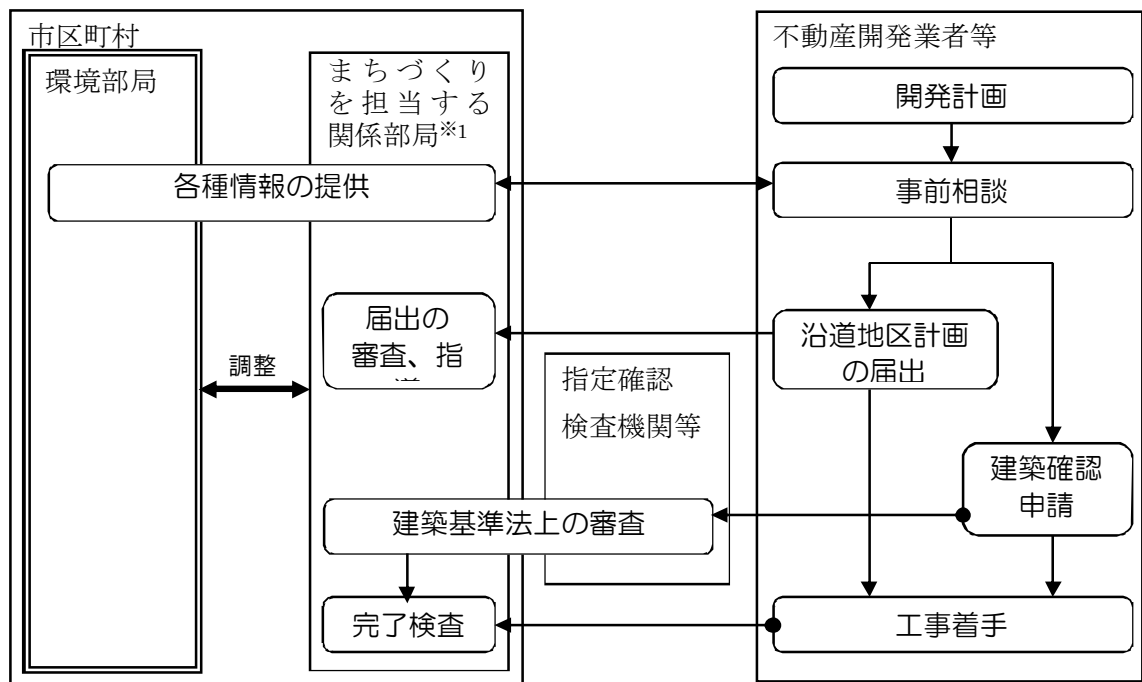 市区町村
環境部局
まちづくり
を担当する
関係部局※1
各種情報の提供
届出の
審査、指
調整
建築基準法上の審査
完了検査
指定確認
検査機関等
不動産開発業者等
開発計画
事前相談
沿道地区計画
の届出
建築確認
申請
工事着手